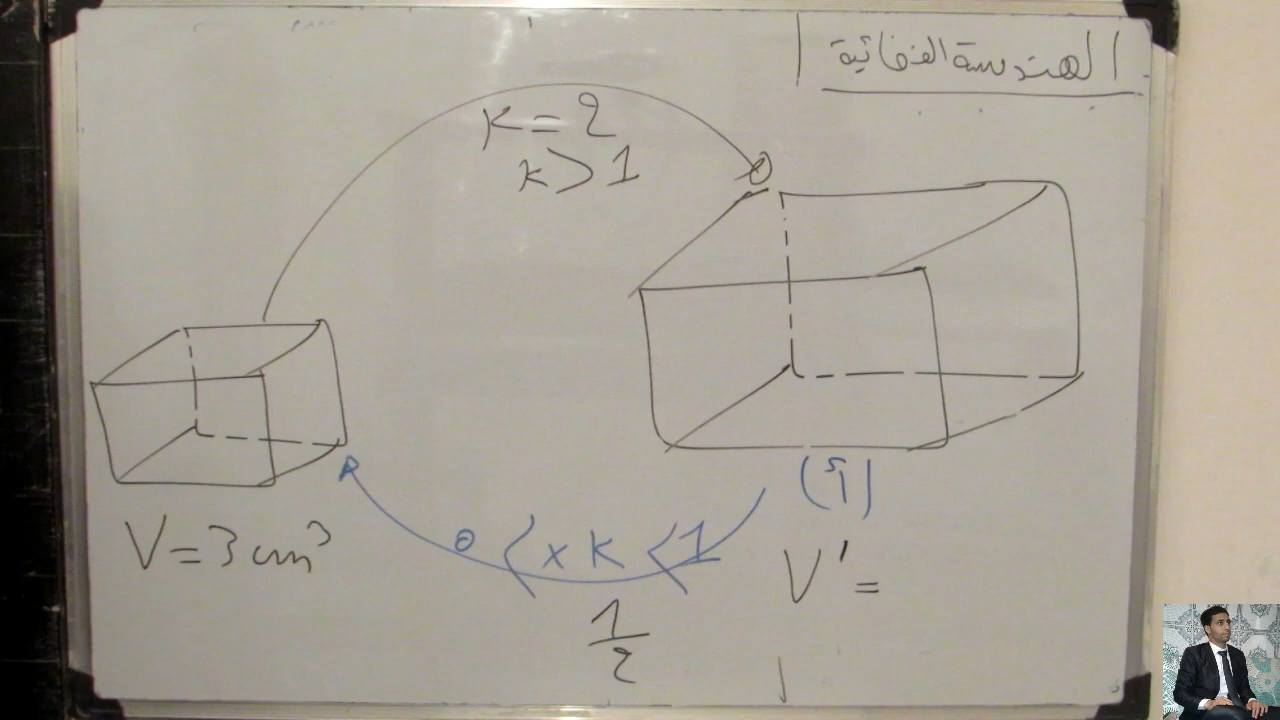 الهندسة الفضائية
K = 2
K > 1
V = 3 cm³
0 < x K < 1
1/2
(؟)
V' =